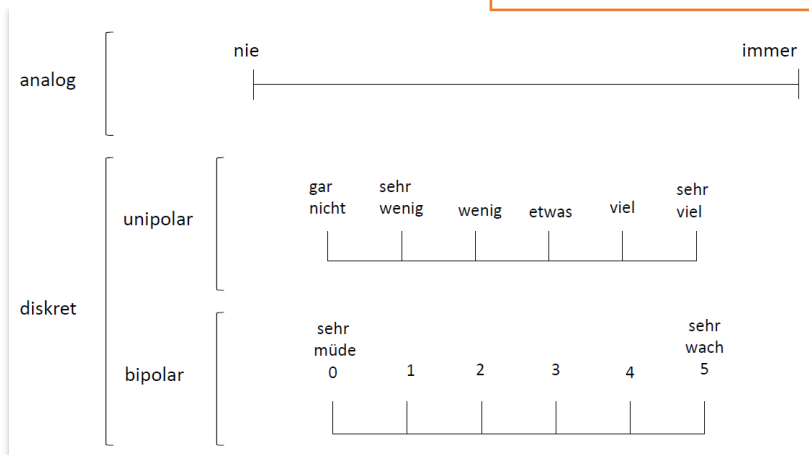 nie immer
analog
gar nicht
sehr wenig
wenig
etwas
viel
sehr viel
unipolar
diskret
sehr müde
sehr wach
bipolar
0 1 2 3 4 5